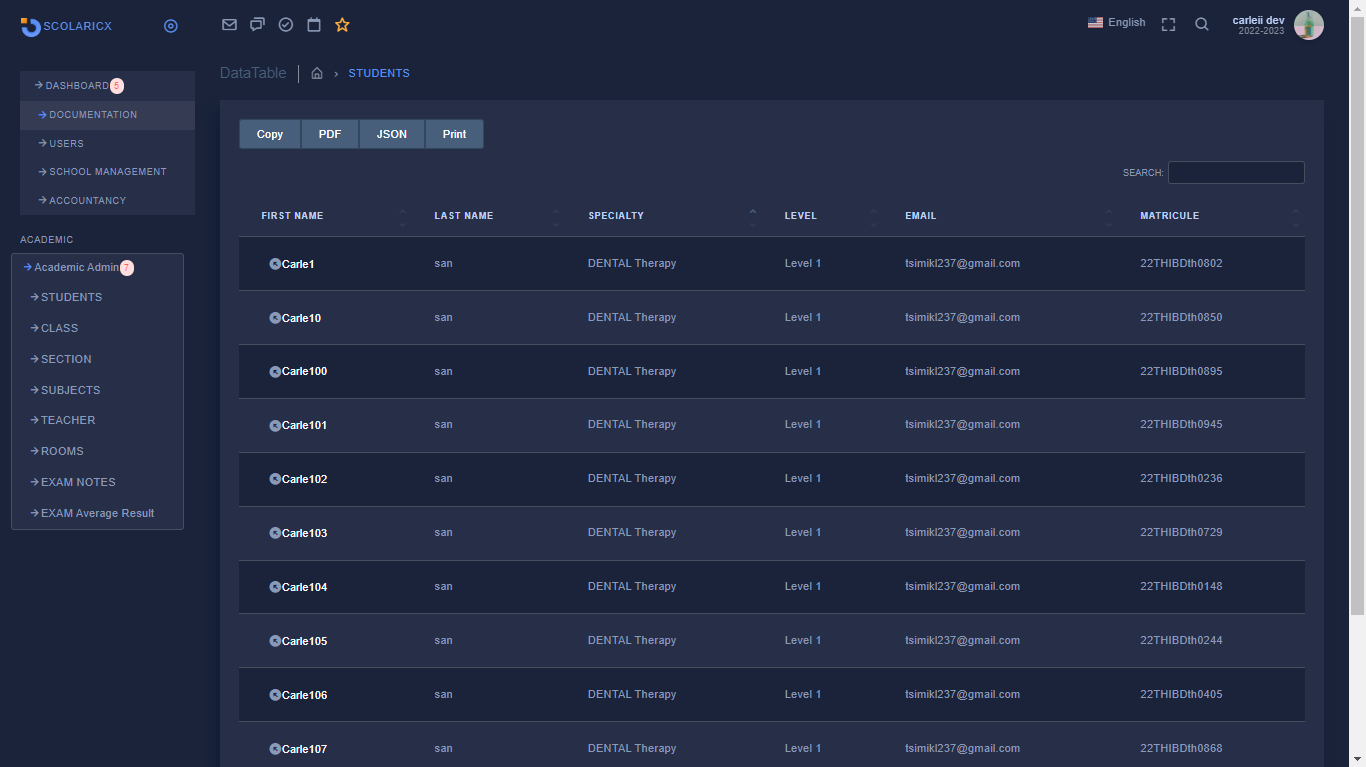 SCOLARICX
English
carleii dev
2022-2023
DASHBOARD 5
DOCUMENTATION
USERS
SCHOOL MANAGEMENT
ACCOUNTANCY
ACADEMIC
Academic Admin 7
STUDENTS
CLASS
SECTION
SUBJECTS
TEACHER
ROOMS
EXAM NOTES
EXAM Average Result
DataTable STUDENTS
Copy PDF JSON Print
SEARCH:
FIRST NAME LAST NAME SPECIALTY LEVEL EMAIL MATRICULE
Carle1 san DENTAL Therapy Level 1 tsimikl237@gmail.com 22THIBDth0802
Carle10 san DENTAL Therapy Level 1 tsimikl237@gmail.com 22THIBDth0850
Carle100 san DENTAL Therapy Level 1 tsimikl237@gmail.com 22THIBDth0895
Carle101 san DENTAL Therapy Level 1 tsimikl237@gmail.com 22THIBDth0945
Carle102 san DENTAL Therapy Level 1 tsimikl237@gmail.com 22THIBDth0236
Carle103 san DENTAL Therapy Level 1 tsimikl237@gmail.com 22THIBDth0729
Carle104 san DENTAL Therapy Level 1 tsimikl237@gmail.com 22THIBDth0148
Carle105 san DENTAL Therapy Level 1 tsimikl237@gmail.com 22THIBDth0244
Carle106 san DENTAL Therapy Level 1 tsimikl237@gmail.com 22THIBDth0405
Carle107 san DENTAL Therapy Level 1 tsimikl237@gmail.com 22THIBDth0868